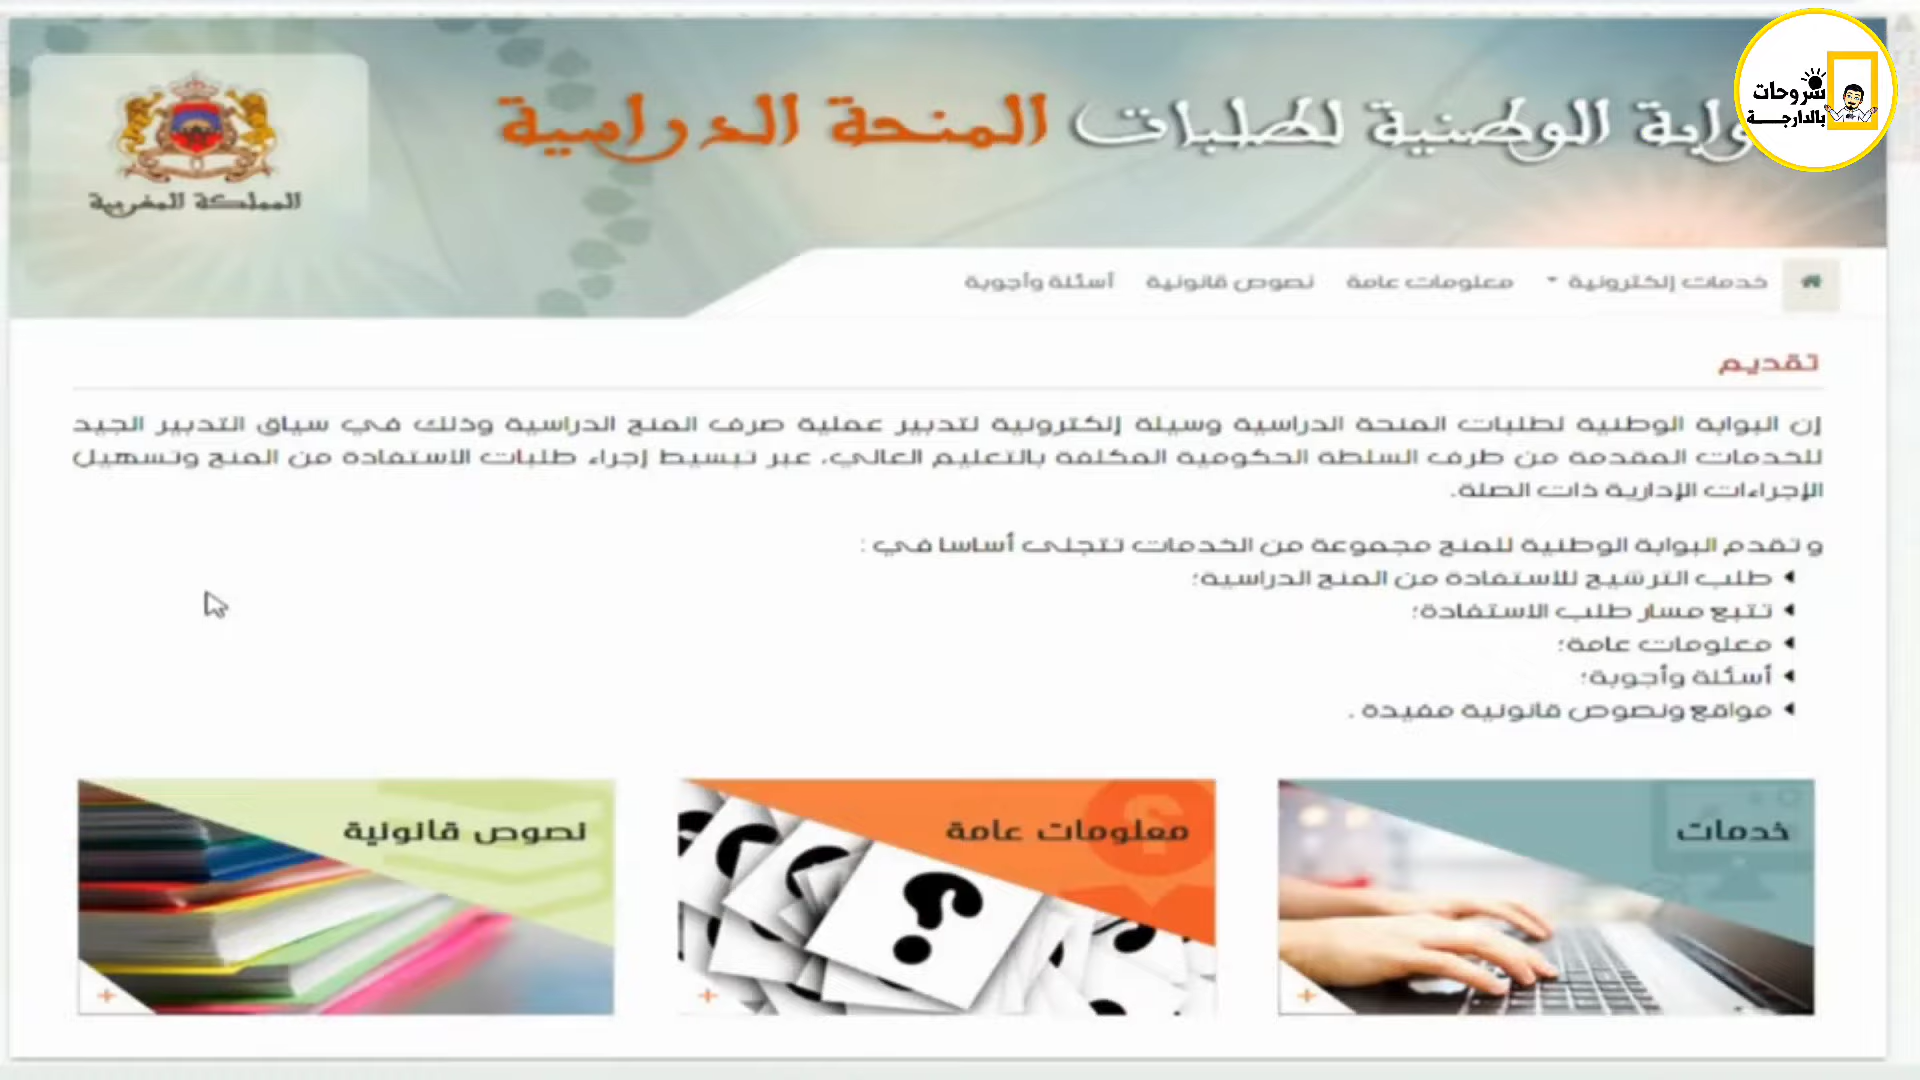 شروحات
بالدارجة
وابة الوطنية لطلبات المنحة الدراسية
المملكة المغربية
خدمات إلكترونية
معلومات عامة
نصوص قانونية
أسئلة وأجوبة
تقديم
إن البوابة الوطنية لطلبات المنحة الدراسية وسيلة إلكترونية لتدبير عملية صرف المنح الدراسية وذلك في سياق التدبير الجيد
للخدمات المقدمة من طرف السلطة الحكومية المكلفة بالتعليم العالي، عبر تبسيط إجراء طلبات الاستفادة من المنح وتسهيل
الإجراءات الإدارية ذات الصلة.
و تقدم البوابة الوطنية للمنح مجموعة من الخدمات تتجلى أساسا في :
طلب الترشيح للاستفادة من المنح الدراسية؛
تتبع مسار طلب الاستفادة؛
معلومات عامة؛
أسئلة وأجوبة؛
مواقع ونصوص قانونية مفيدة .
خدمات
معلومات عامة
نصوص قانونية